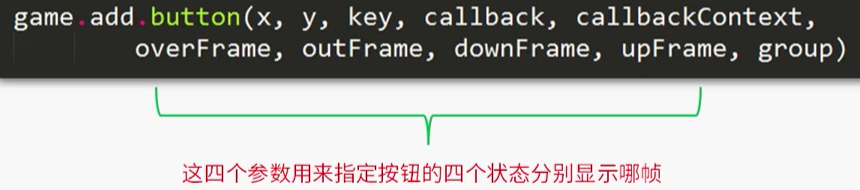 game.add.button(x, y, key, callback, callbackContext,
overFrame, outFrame, downFrame, upFrame, group)
这四个参数用来指定按钮的四个状态分别显示哪帧